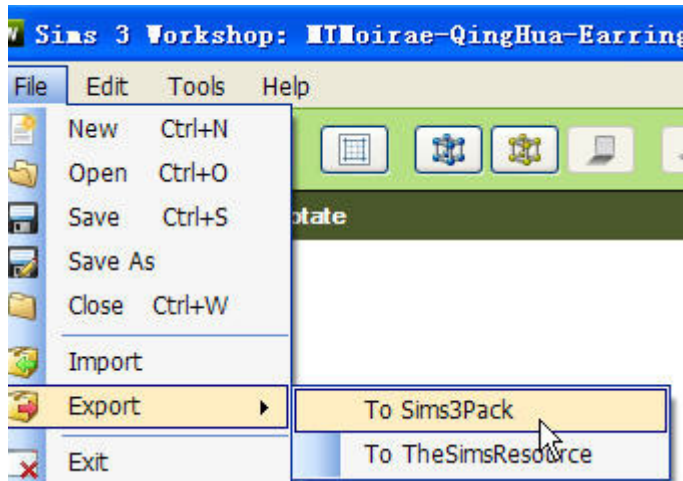 Sims 3 Workshop: MTMoirae-QingHua-Earring
File Edit Tools Help
New Ctrl+N
Open Ctrl+O
Save Ctrl+S
otate
Save As
Close Ctrl+W
Import
Export
To Sims3Pack
To TheSimsResource
Exit